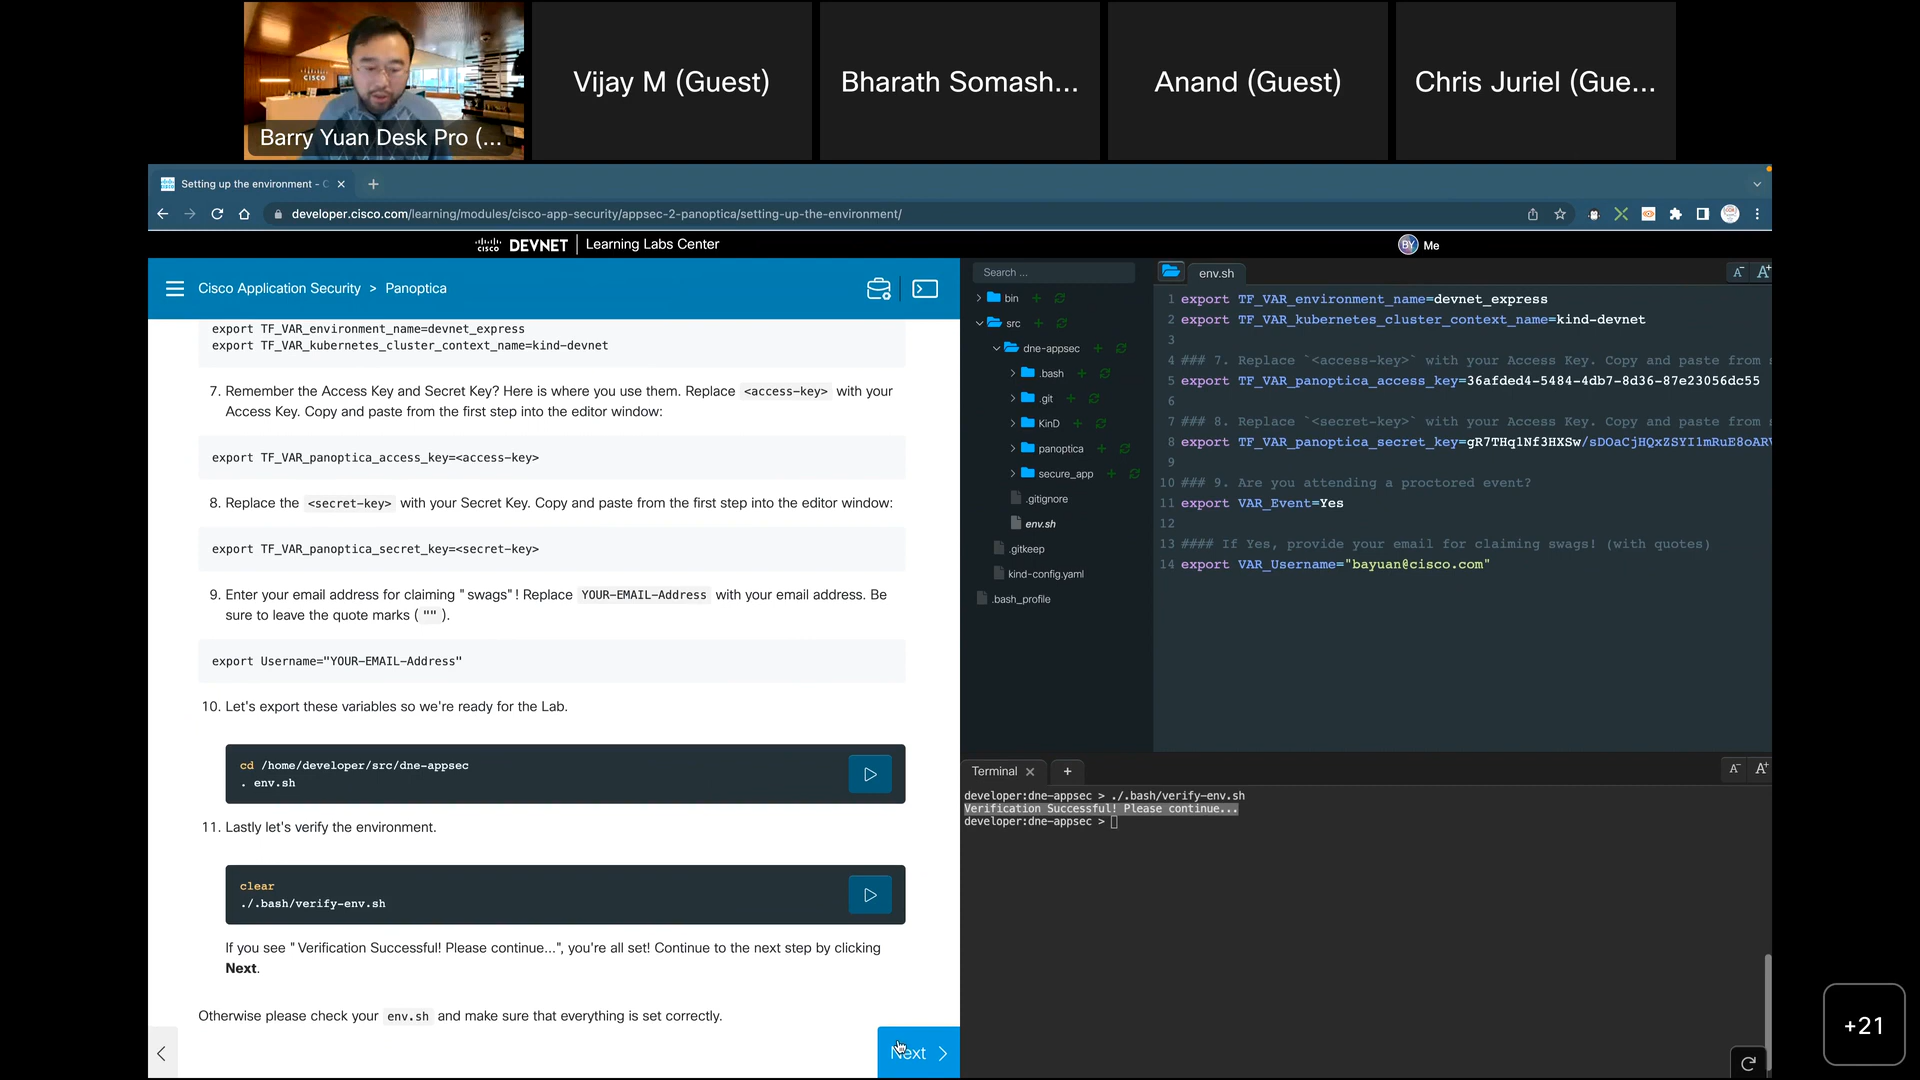 Barry Yuan Desk Pro (...
Vijay M (Guest)
Bharath Somash...
Anand (Guest)
Chris Juriel (Gue...
Setting up the environment - C
developer.cisco.com/learning/modules/cisco-app-security/appsec-2-panoptica/setting-up-the-environment/
cisco DEVNET | Learning Labs Center
BY Me
Cisco Application Security > Panoptica
export TF_VAR_environment_name=devnet_express
export TF_VAR_kubernetes_cluster_context_name=kind-devnet
7. Remember the Access Key and Secret Key? Here is where you use them. Replace <access-key> with your
Access Key. Copy and paste from the first step into the editor window:
export TF_VAR_panoptica_access_key=<access-key>
8. Replace the <secret-key> with your Secret Key. Copy and paste from the first step into the editor window:
export TF_VAR_panoptica_secret_key=<secret-key>
9. Enter your email address for claiming "swags"! Replace YOUR-EMAIL-Address with your email address. Be
sure to leave the quote marks ( "" ).
export Username="YOUR-EMAIL-Address"
10. Let's export these variables so we're ready for the Lab.
cd /home/developer/src/dne-appsec
. env.sh
11. Lastly let's verify the environment.
clear
./.bash/verify-env.sh
If you see "Verification Successful! Please continue...", you're all set! Continue to the next step by clicking
Next.
Otherwise please check your env.sh and make sure that everything is set correctly.
Next
Search ...
bin
src
dne-appsec
.bash
.git
KinD
panoptica
secure_app
.gitignore
env.sh
.gitkeep
kind-config.yaml
.bash_profile
env.sh
A- A+
1 export TF_VAR_environment_name=devnet_express
2 export TF_VAR_kubernetes_cluster_context_name=kind-devnet
3
4 ### 7. Replace `<access-key>` with your Access Key. Copy and paste from s
5 export TF_VAR_panoptica_access_key=36afded4-5484-4db7-8d36-87e23056dc55
6
7 ### 8. Replace `<secret-key>` with your Access Key. Copy and paste from s
8 export TF_VAR_panoptica_secret_key=gR7THq1Nf3HXSw/sDOaCjHQxZSYI1mRuE8oARV
9
10 ### 9. Are you attending a proctored event?
11 export VAR_Event=Yes
12
13 #### If Yes, provide your email for claiming swags! (with quotes)
14 export VAR_Username="bayuan@cisco.com"
Terminal
A- A+
developer:dne-appsec > ./.bash/verify-env.sh
Verification Successful! Please continue...
developer:dne-appsec >
+21